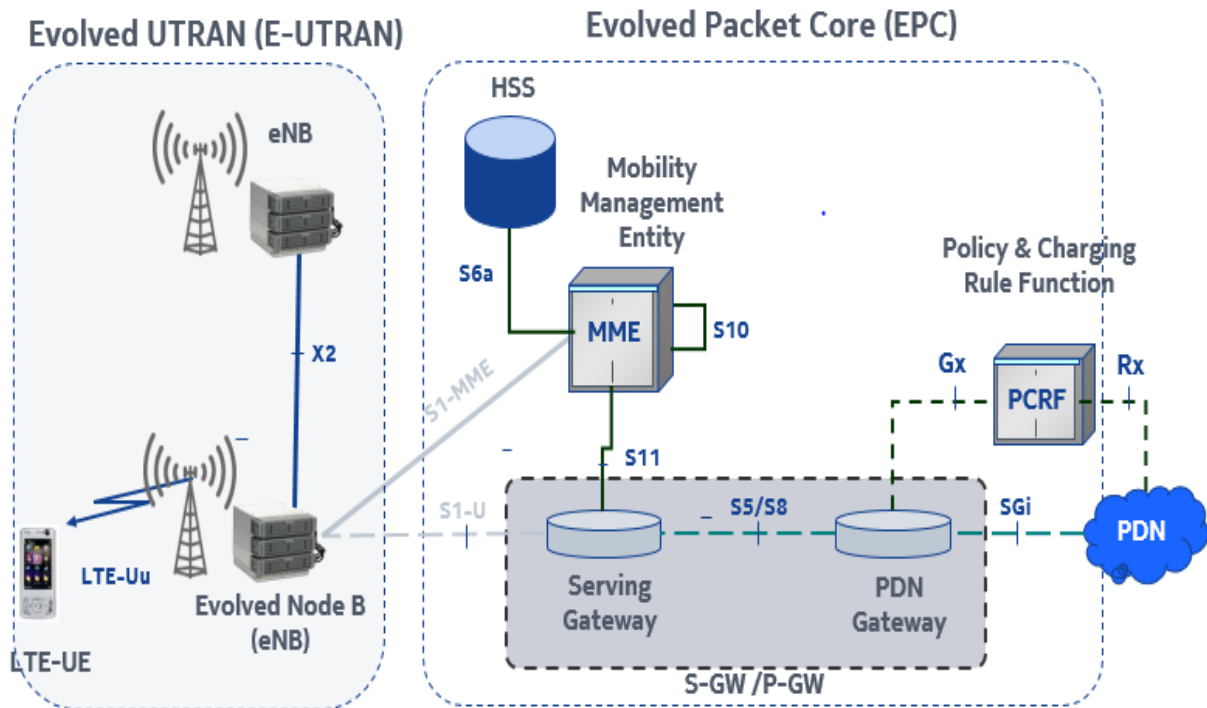 Evolved UTRAN (E-UTRAN)
Evolved Packet Core (EPC)
HSS
eNB
Mobility
Management
Entity
Policy & Charging
Rule Function
S6a
MME
S10
X2
S1-MME
Gx
PCRF
Rx
S11
S1-U
S5/S8
SGi
PDN
LTE-Uu
Serving
Gateway
PDN
Gateway
Evolved Node B
(eNB)
LTE-UE
S-GW /P-GW